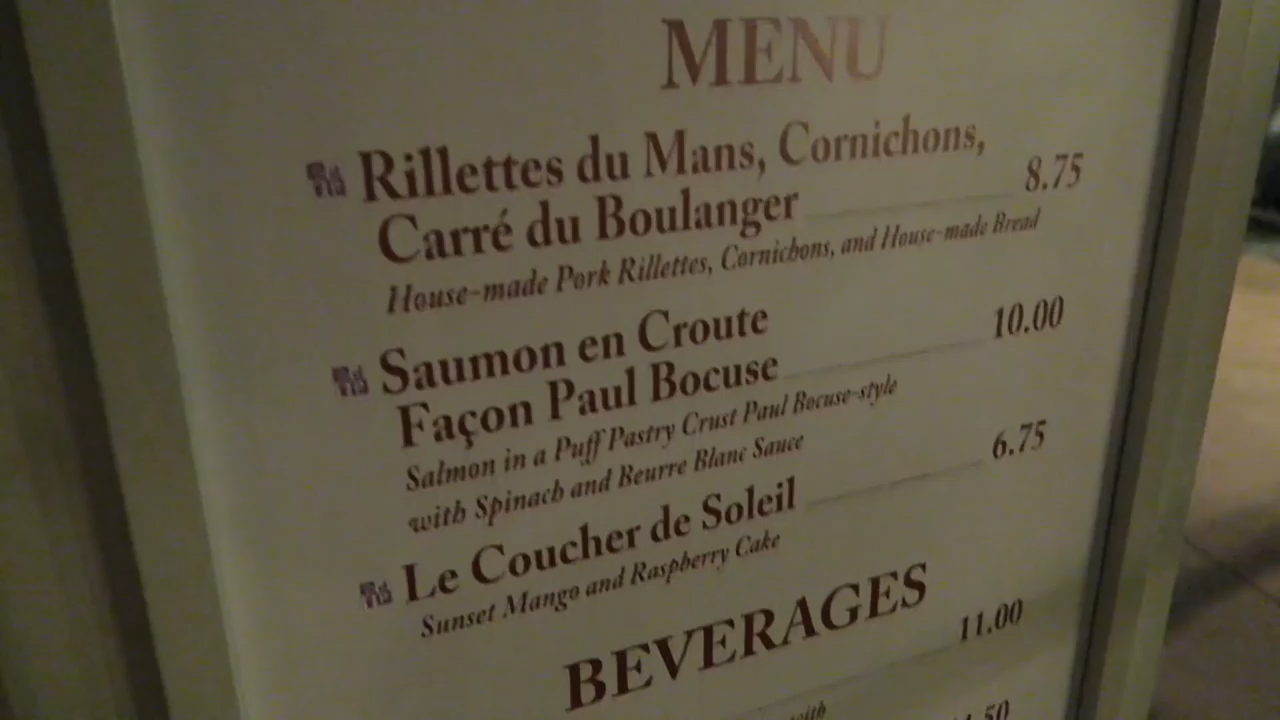 MENU
Rillettes du Mans, Cornichons,
Carré du Boulanger 8.75
House-made Pork Rillettes, Cornichons, and House-made Bread
Saumon en Croute
Façon Paul Bocuse 10.00
Salmon in a Puff Pastry Crust Paul Bocuse-style
with Spinach and Beurre Blanc Sauce
Le Coucher de Soleil 6.75
Sunset Mango and Raspberry Cake
BEVERAGES
11.00
with